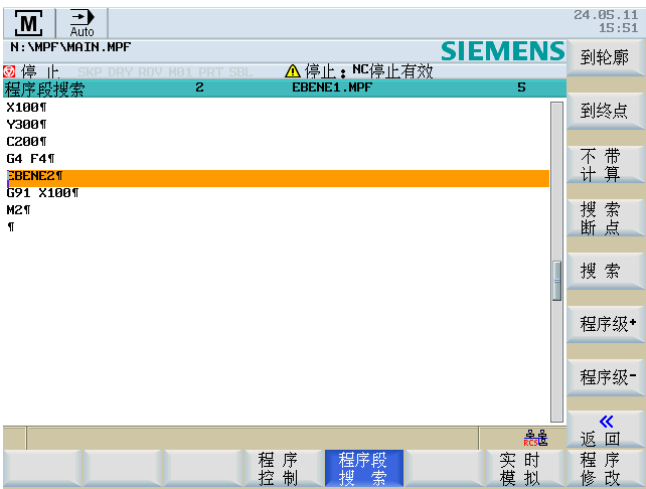 M
Auto
24.05.11
15:51
N:\MPF\MAIN.MPF
SIEMENS
停 止 SKP DRY ROV M01 PRT SBL
停止：NC停止有效
程序段搜索 2 EBENE1.MPF 5
X100¶
Y300¶
C200¶
G4 F4¶
EBENE2¶
G91 X100¶
M2¶
¶
到轮廓
到终点
不 带
计 算
搜 索
断 点
搜 索
程序级+
程序级-
«
返 回
RCS
程 序
控 制
程序段
搜 索
实 时
模 拟
程 序
修 改